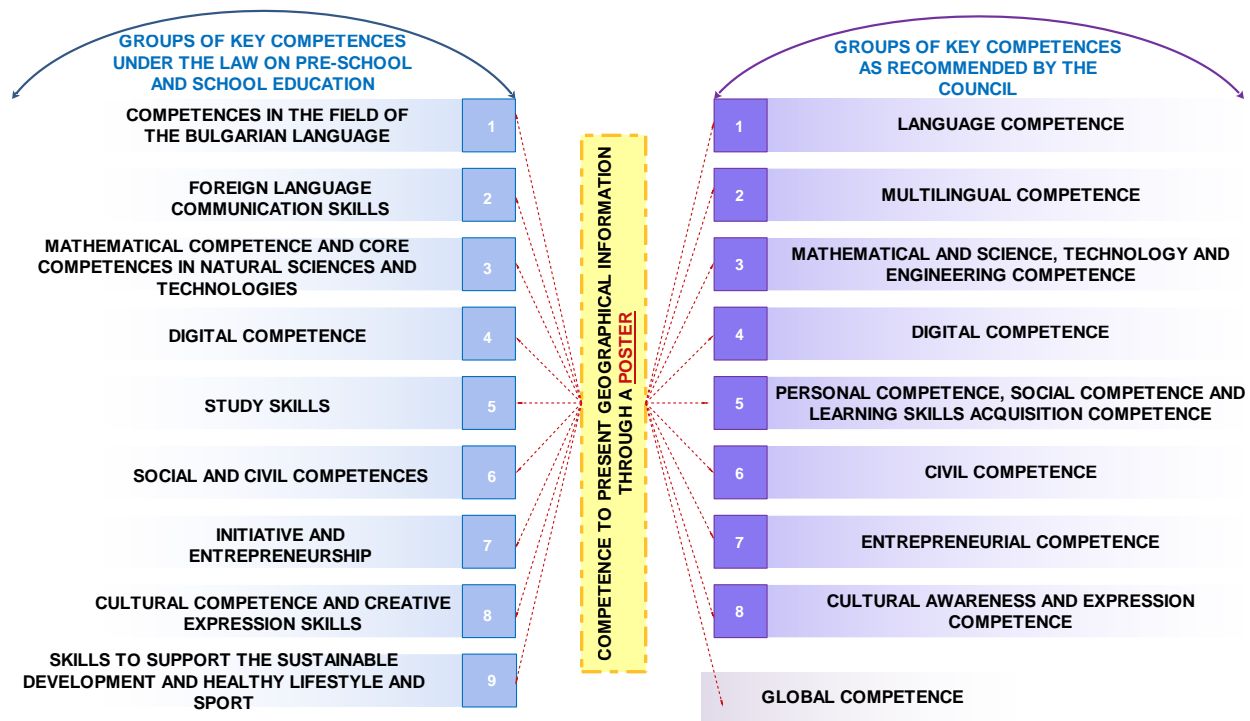 GROUPS OF KEY COMPETENCES
UNDER THE LAW ON PRE-SCHOOL
AND SCHOOL EDUCATION
COMPETENCES IN THE FIELD OF
THE BULGARIAN LANGUAGE
1
FOREIGN LANGUAGE
COMMUNICATION SKILLS
2
MATHEMATICAL COMPETENCE AND CORE
COMPETENCES IN NATURAL SCIENCES AND
TECHNOLOGIES
3
DIGITAL COMPETENCE
4
STUDY SKILLS
5
SOCIAL AND CIVIL COMPETENCES
6
INITIATIVE AND
ENTREPRENEURSHIP
7
CULTURAL COMPETENCE AND CREATIVE
EXPRESSION SKILLS
8
SKILLS TO SUPPORT THE SUSTAINABLE
DEVELOPMENT AND HEALTHY LIFESTYLE AND
SPORT
9
COMPETENCE TO PRESENT GEOGRAPHICAL INFORMATION
THROUGH A POSTER
GROUPS OF KEY COMPETENCES
AS RECOMMENDED BY THE
COUNCIL
1
LANGUAGE COMPETENCE
2
MULTILINGUAL COMPETENCE
3
MATHEMATICAL AND SCIENCE, TECHNOLOGY AND
ENGINEERING COMPETENCE
4
DIGITAL COMPETENCE
5
PERSONAL COMPETENCE, SOCIAL COMPETENCE AND
LEARNING SKILLS ACQUISITION COMPETENCE
6
CIVIL COMPETENCE
7
ENTREPRENEURIAL COMPETENCE
8
CULTURAL AWARENESS AND EXPRESSION
COMPETENCE
GLOBAL COMPETENCE